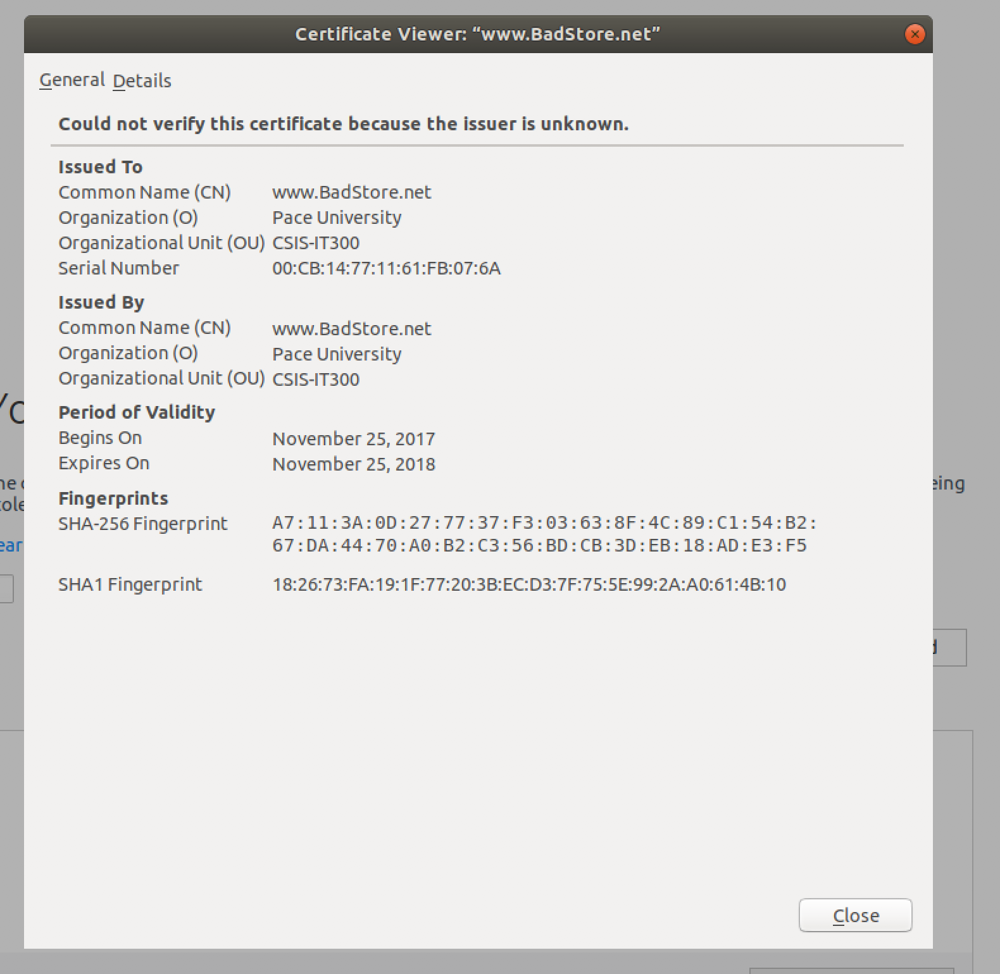 Certificate Viewer: “www.BadStore.net”
General Details
Could not verify this certificate because the issuer is unknown.
Issued To
Common Name (CN) www.BadStore.net
Organization (O) Pace University
Organizational Unit (OU) CSIS-IT300
Serial Number 00:CB:14:77:11:61:FB:07:6A
Issued By
Common Name (CN) www.BadStore.net
Organization (O) Pace University
Organizational Unit (OU) CSIS-IT300
Period of Validity
Begins On November 25, 2017
Expires On November 25, 2018
Fingerprints
SHA-256 Fingerprint A7:11:3A:0D:27:77:37:F3:03:63:8F:4C:89:C1:54:B2:
67:DA:44:70:A0:B2:C3:56:BD:CB:3D:EB:18:AD:E3:F5
SHA1 Fingerprint 18:26:73:FA:19:1F:77:20:3B:EC:D3:7F:75:5E:99:2A:A0:61:4B:10
Close